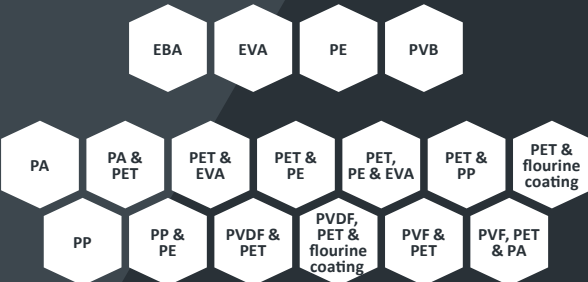 EBA
EVA
PE
PVB
PA
PA &
PET
PET &
EVA
PET &
PE
PET,
PE & EVA
PET &
PP
PET &
flourine
coating
PP
PP &
PE
PVDF &
PET
PVDF,
PET &
flourine
coating
PVF &
PET
PVF, PET
& PA